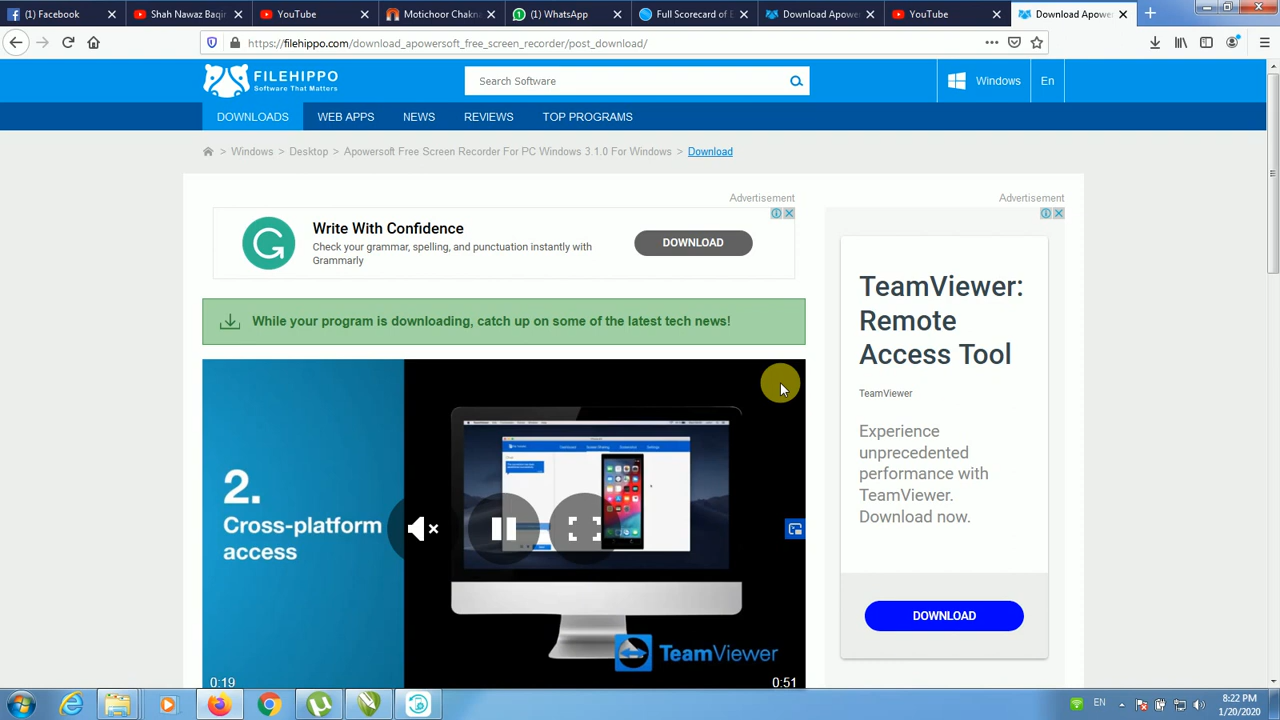 (1) Facebook
Shah Nawaz Baqir
YouTube
Motichoor Chakna
(1) WhatsApp
Full Scorecard of E
Download Apower
YouTube
Download Apower
https://filehippo.com/download_apowersoft_free_screen_recorder/post_download/
FILEHIPPO
Software That Matters
Search Software
Windows
En
DOWNLOADS
WEB APPS
NEWS
REVIEWS
TOP PROGRAMS
> Windows > Desktop > Apowersoft Free Screen Recorder For PC Windows 3.1.0 For Windows > Download
Advertisement
Write With Confidence
Check your grammar, spelling, and punctuation instantly with
Grammarly
DOWNLOAD
While your program is downloading, catch up on some of the latest tech news!
2.
Cross-platform
access
TeamViewer
0:19
0:51
Advertisement
TeamViewer:
Remote
Access Tool
TeamViewer
Experience
unprecedented
performance with
TeamViewer.
Download now.
DOWNLOAD
EN
8:22 PM
1/20/2020